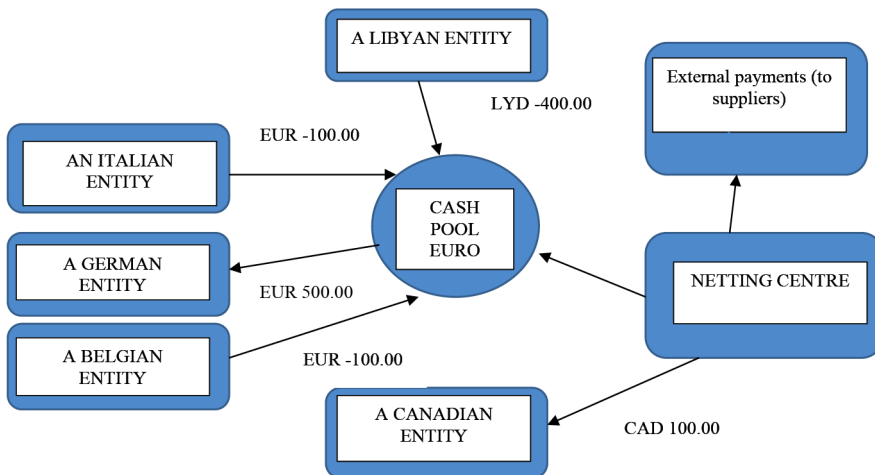 A LIBYAN ENTITY
LYD -400.00
External payments (to
suppliers)
EUR -100.00
AN ITALIAN
ENTITY
CASH
POOL
EURO
A GERMAN
ENTITY
EUR 500.00
NETTING CENTRE
A BELGIAN
ENTITY
EUR -100.00
A CANADIAN
ENTITY
CAD 100.00